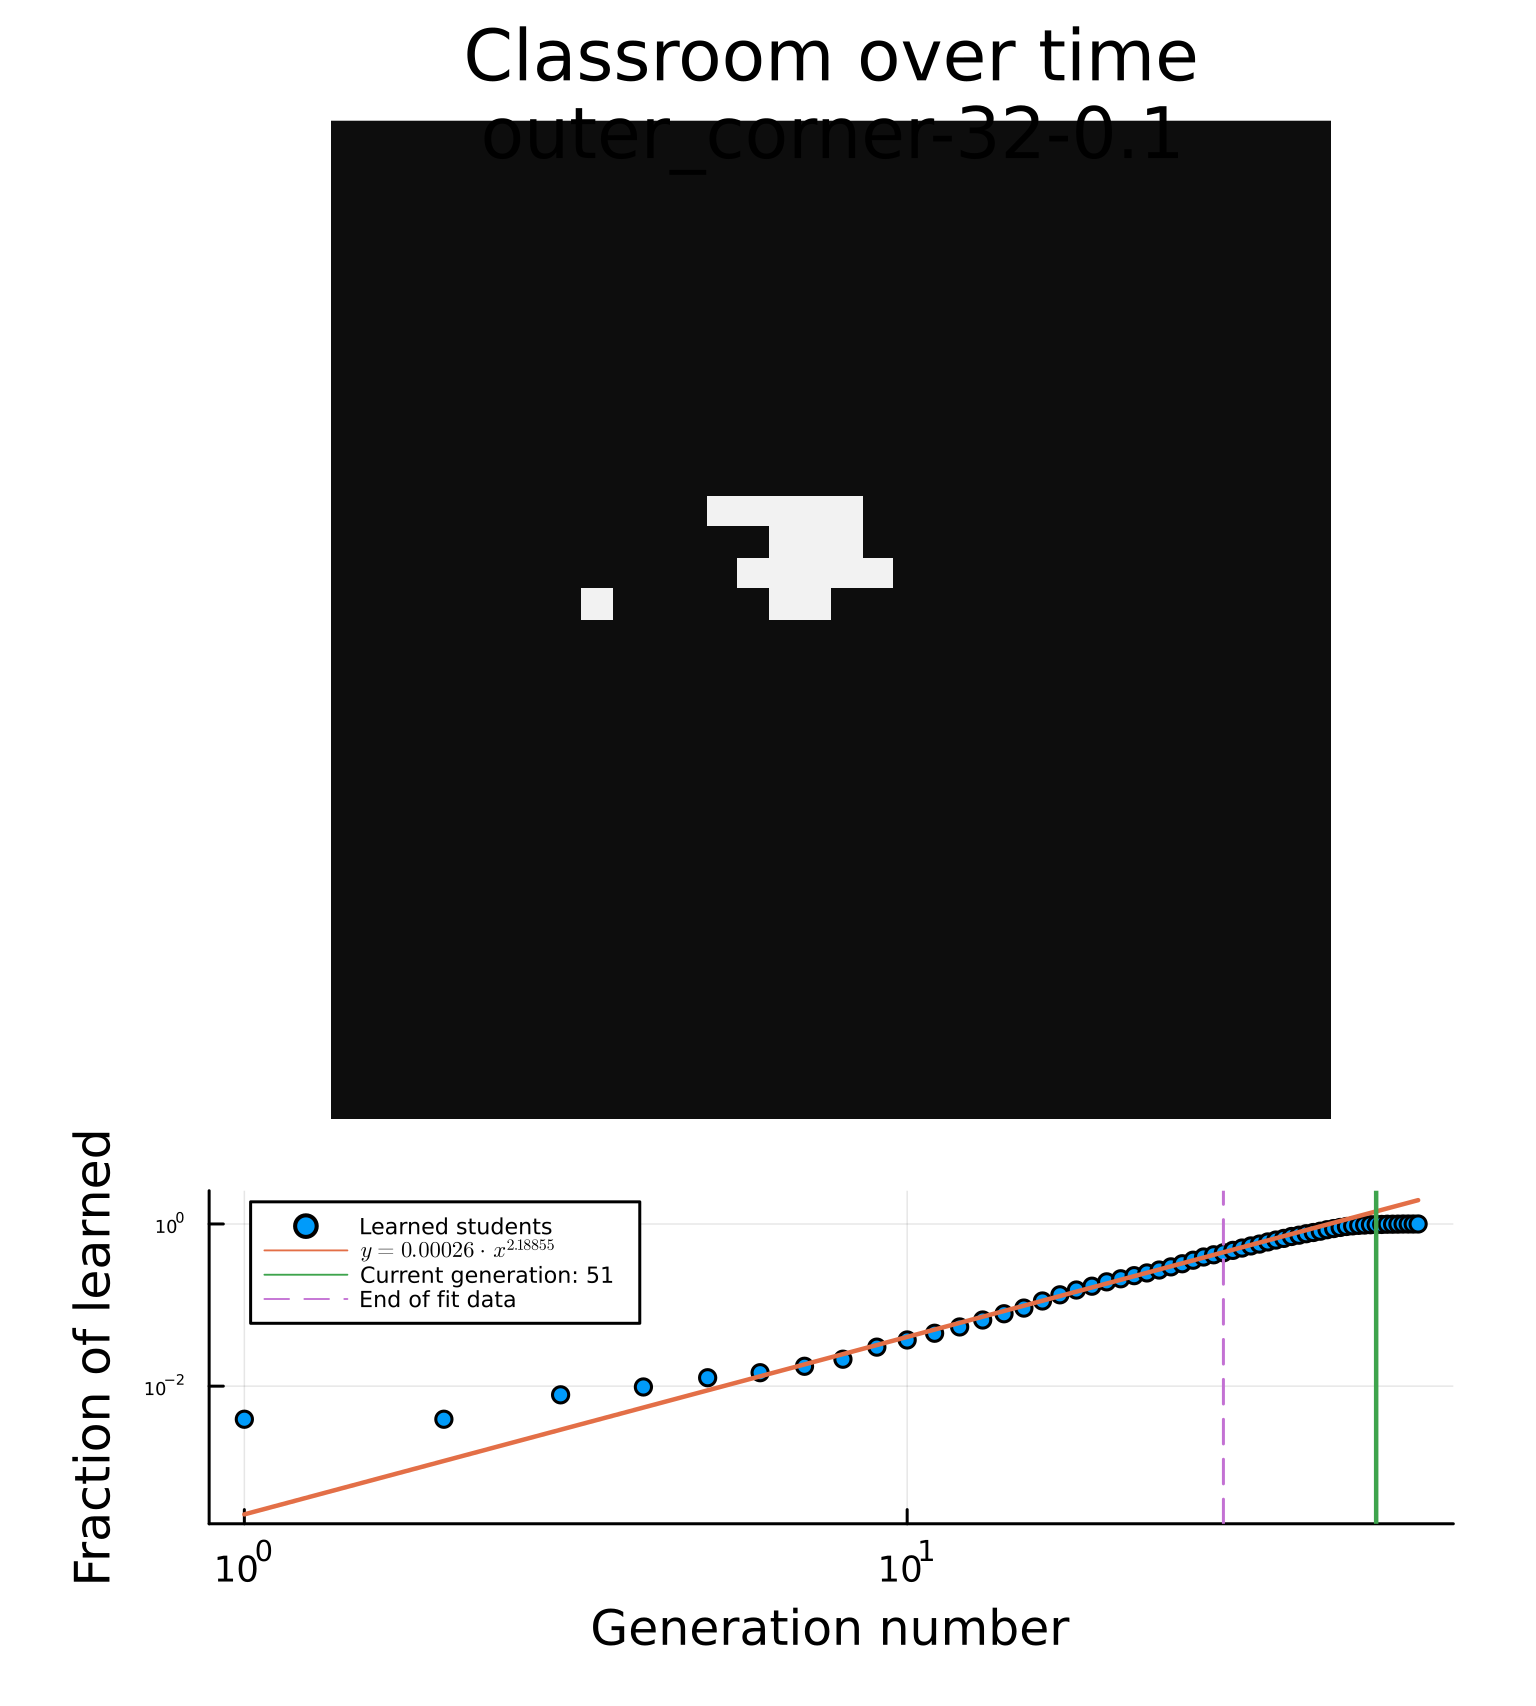 Classroom over time
outer_corner-32-0.1
Fraction of learned
10^0
10^-2
Learned students
y = 0.00026 · x^2.18855
Current generation: 51
End of fit data
10^0
10^1
Generation number